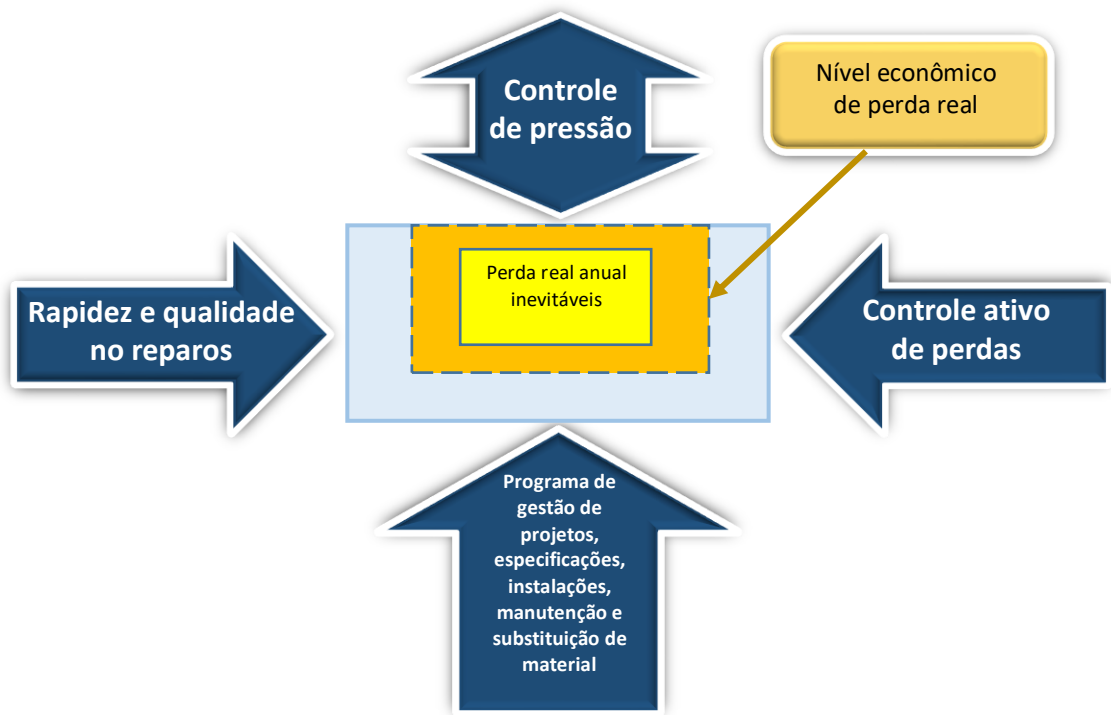 Controle
de pressão
Nível econômico
de perda real
Perda real anual
inevitáveis
Rapidez e qualidade
no reparos
Controle ativo
de perdas
Programa de
gestão de
projetos,
especificações,
instalações,
manutenção e
substituição de
material